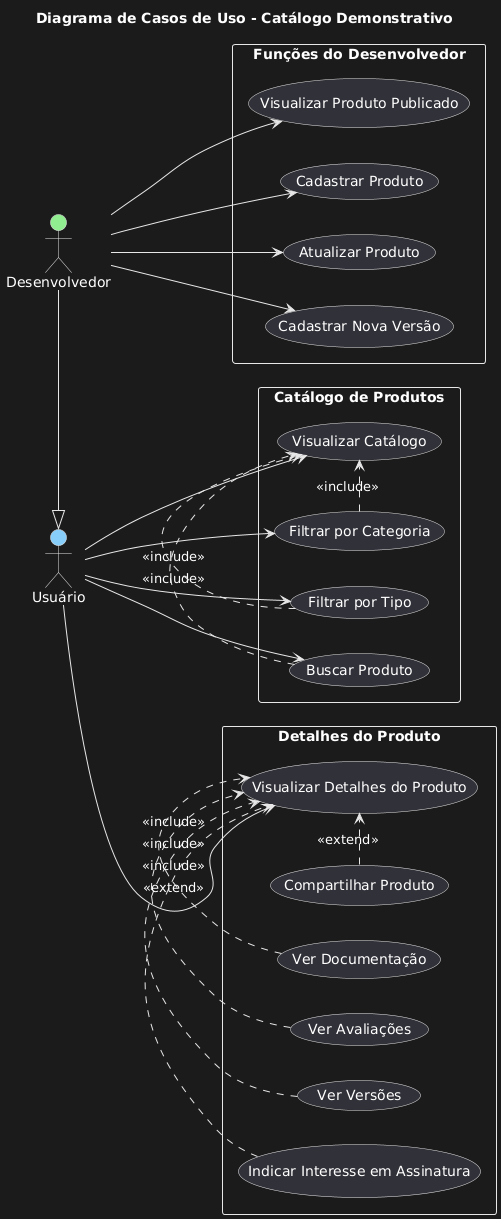 Diagrama de Casos de Uso - Catálogo Demonstrativo
Funções do Desenvolvedor
Visualizar Produto Publicado
Cadastrar Produto
Atualizar Produto
Cadastrar Nova Versão
Desenvolvedor
Catálogo de Produtos
Visualizar Catálogo
«include»
Filtrar por Categoria
«include»
«include»
Filtrar por Tipo
Buscar Produto
Usuário
Detalhes do Produto
Visualizar Detalhes do Produto
«include»
«include»
«include»
«extend»
«extend»
Compartilhar Produto
Ver Documentação
Ver Avaliações
Ver Versões
Indicar Interesse em Assinatura